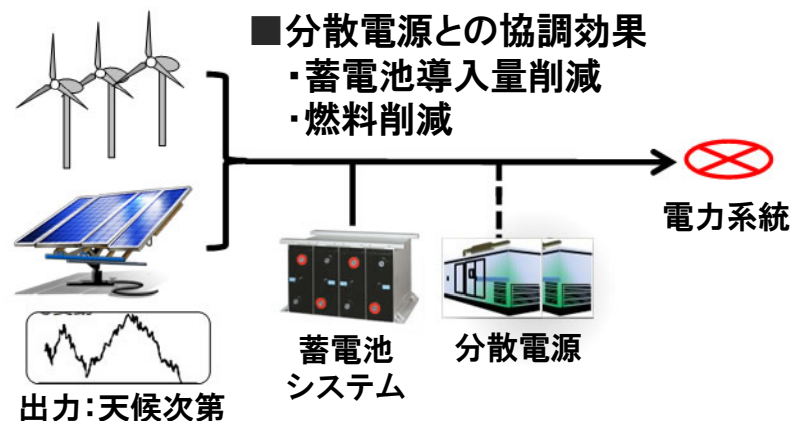 ■分散電源との協調効果
・蓄電池導入量削減
・燃料削減
電力系統
蓄電池
システム
分散電源
出力:天候次第